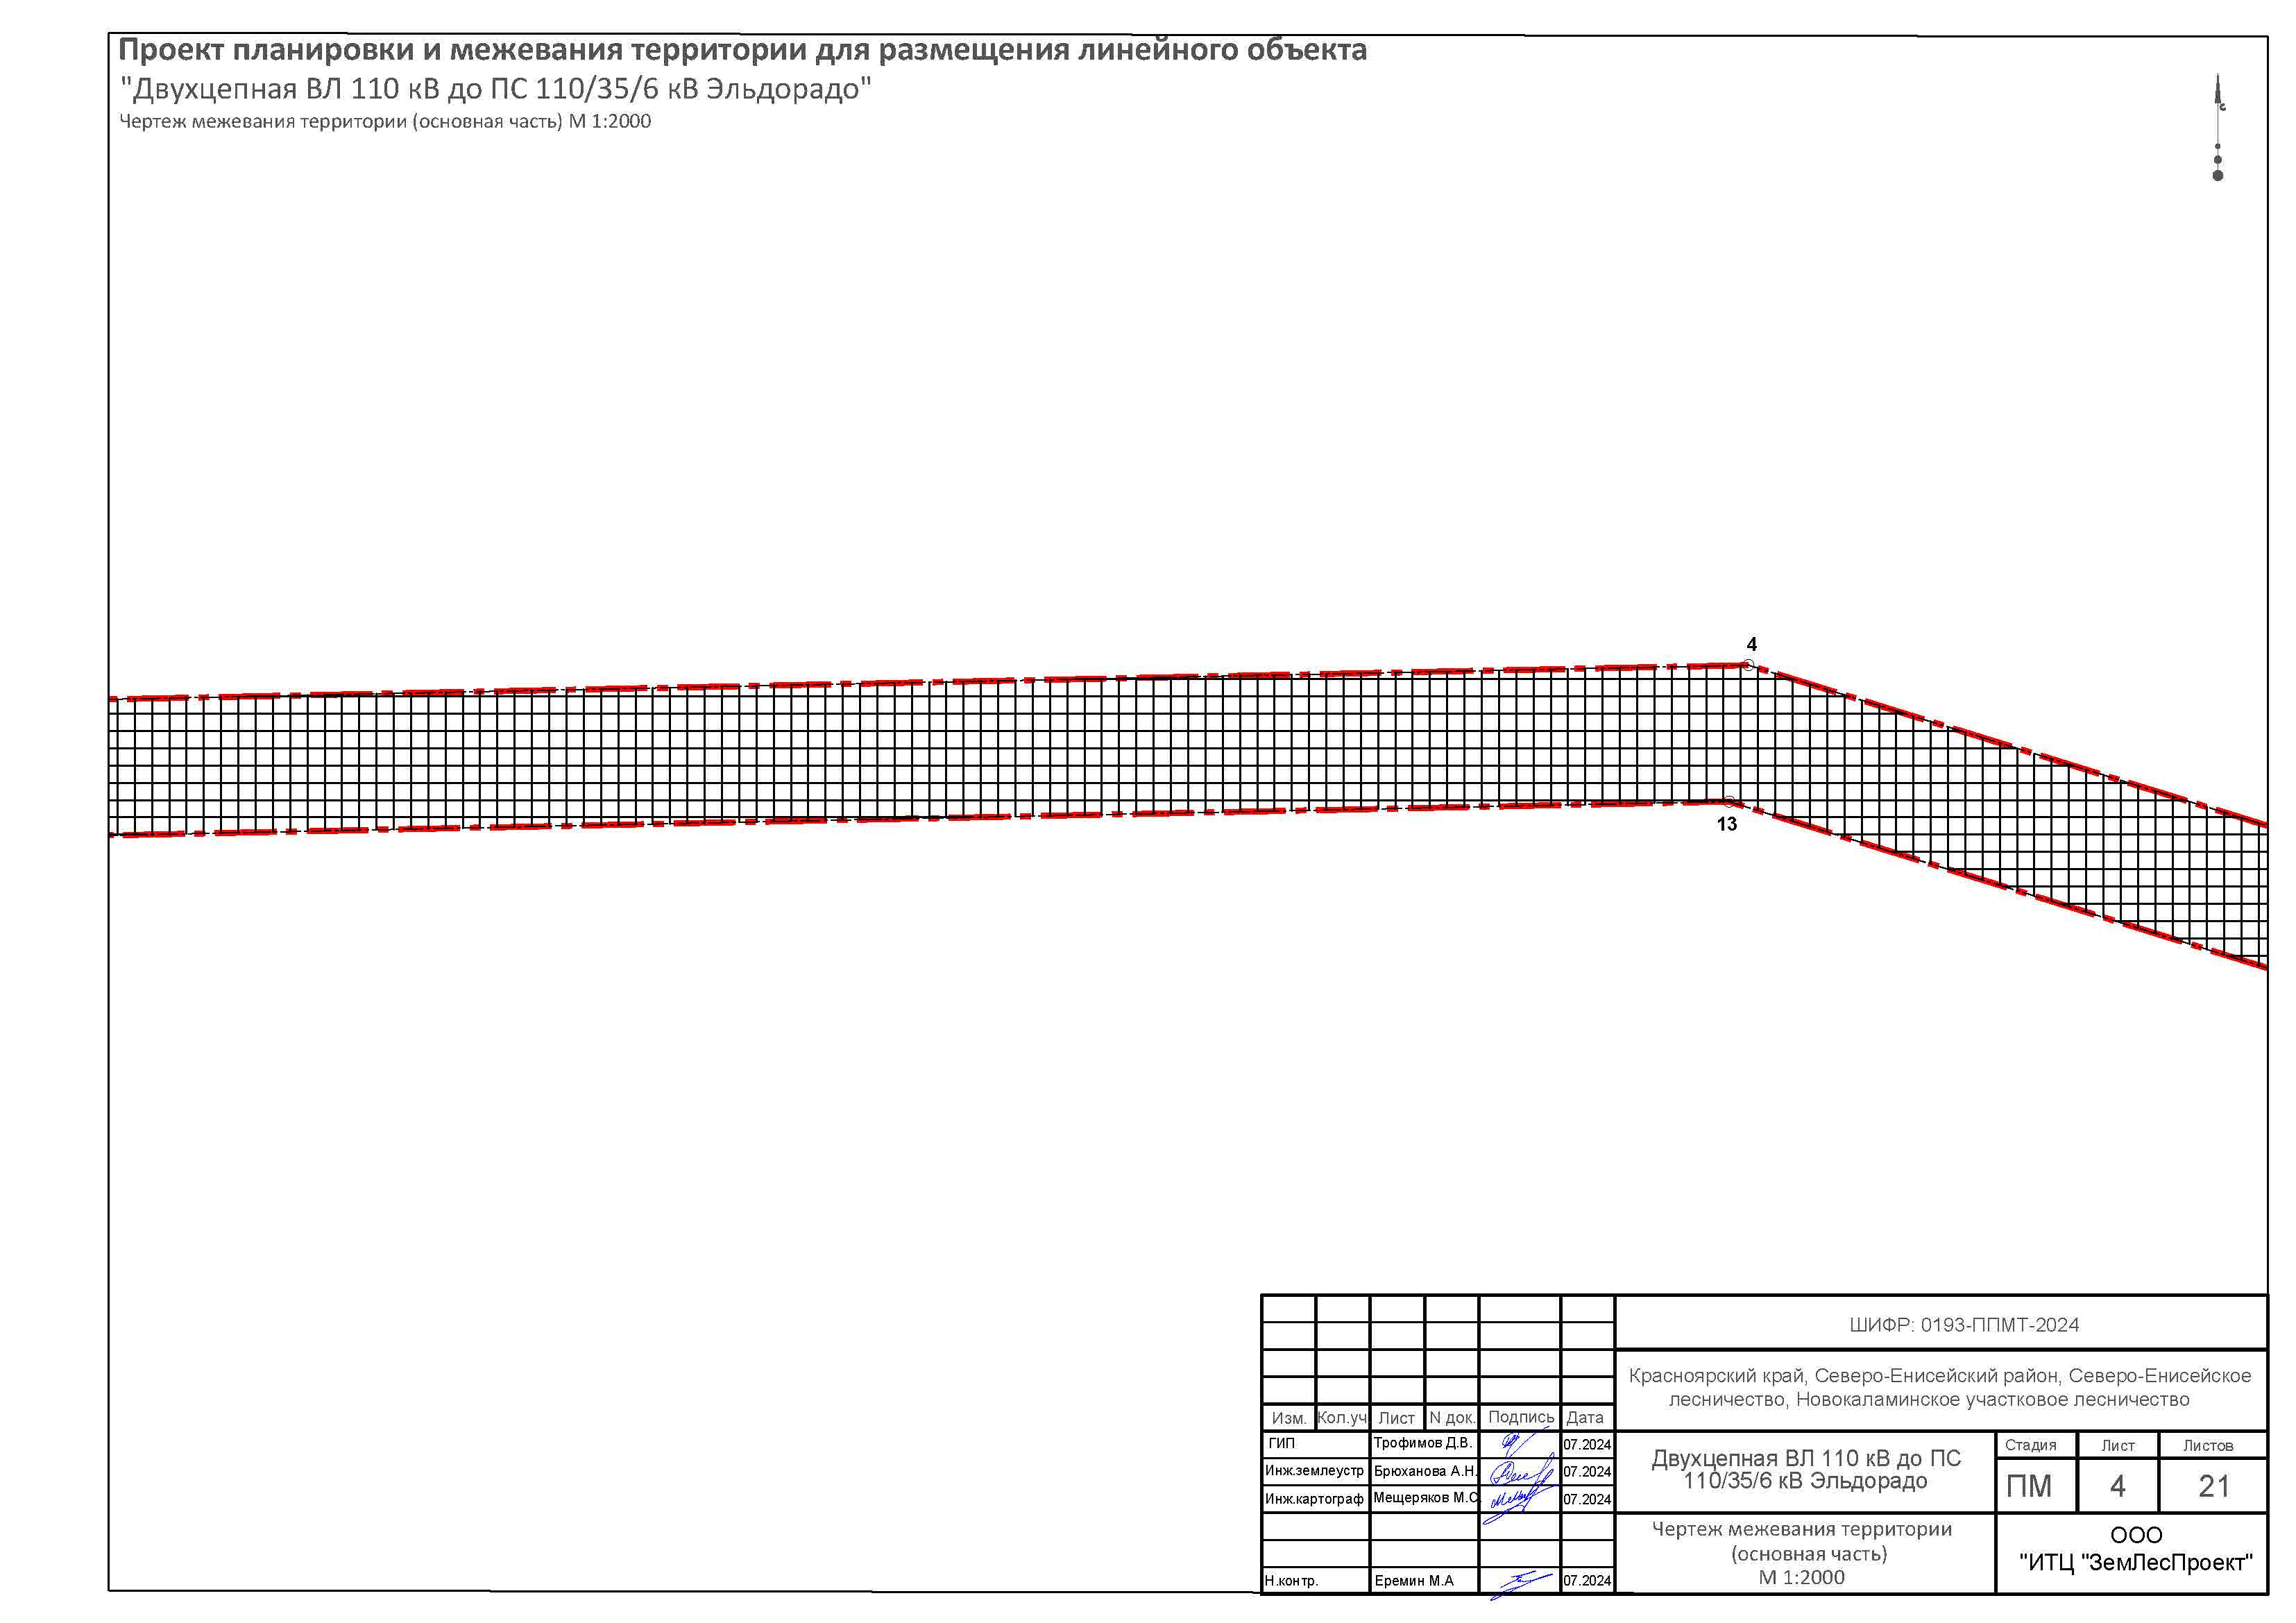 Проект планировки и межевания территории для размещения линейного объекта
"Двухцепная ВЛ 110 кВ до ПС 110/35/6 кВ Эльдорадо"
Чертеж межевания территории (основная часть) М 1:2000
с
4
13
ШИФР: 0193-ППМТ-2024
Красноярский край, Северо-Енисейский район, Северо-Енисейское
лесничество, Новокаламинское участковое лесничество
Изм. Кол.уч Лист N док. Подпись Дата
ГИП Трофимов Д.В. 07.2024
Инж.землеустр Брюханова А.Н. 07.2024
Инж.картограф Мещеряков М.С 07.2024
Н.контр. Еремин М.А 07.2024
Двухцепная ВЛ 110 кВ до ПС
110/35/6 кВ Эльдорадо
Стадия Лист Листов
ПМ 4 21
Чертеж межевания территории
(основная часть)
М 1:2000
ООО
"ИТЦ "ЗемЛесПроект"